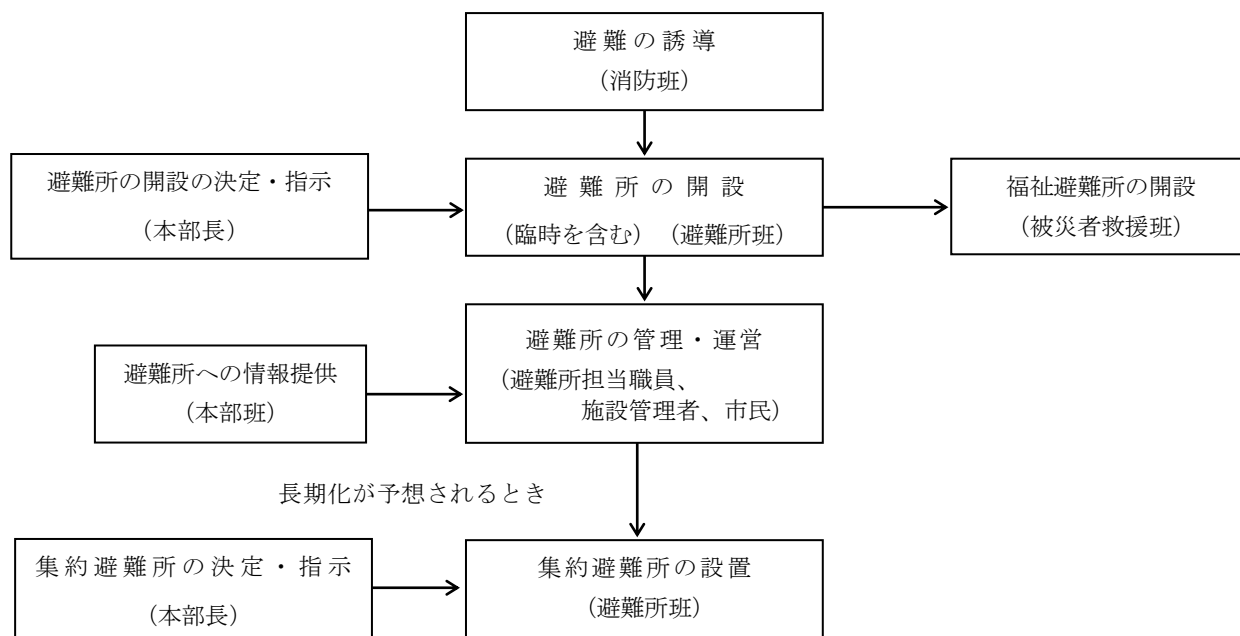 避難の誘導
（消防班）
避難所の開設の決定・指示
（本部長）
避難所の開設
（臨時を含む）（避難所班）
福祉避難所の開設
（被災者救援班）
避難所の管理・運営
（避難所担当職員、
施設管理者、市民）
避難所への情報提供
（本部班）
長期化が予想されるとき
集約避難所の決定・指示
（本部長）
集約避難所の設置
（避難所班）